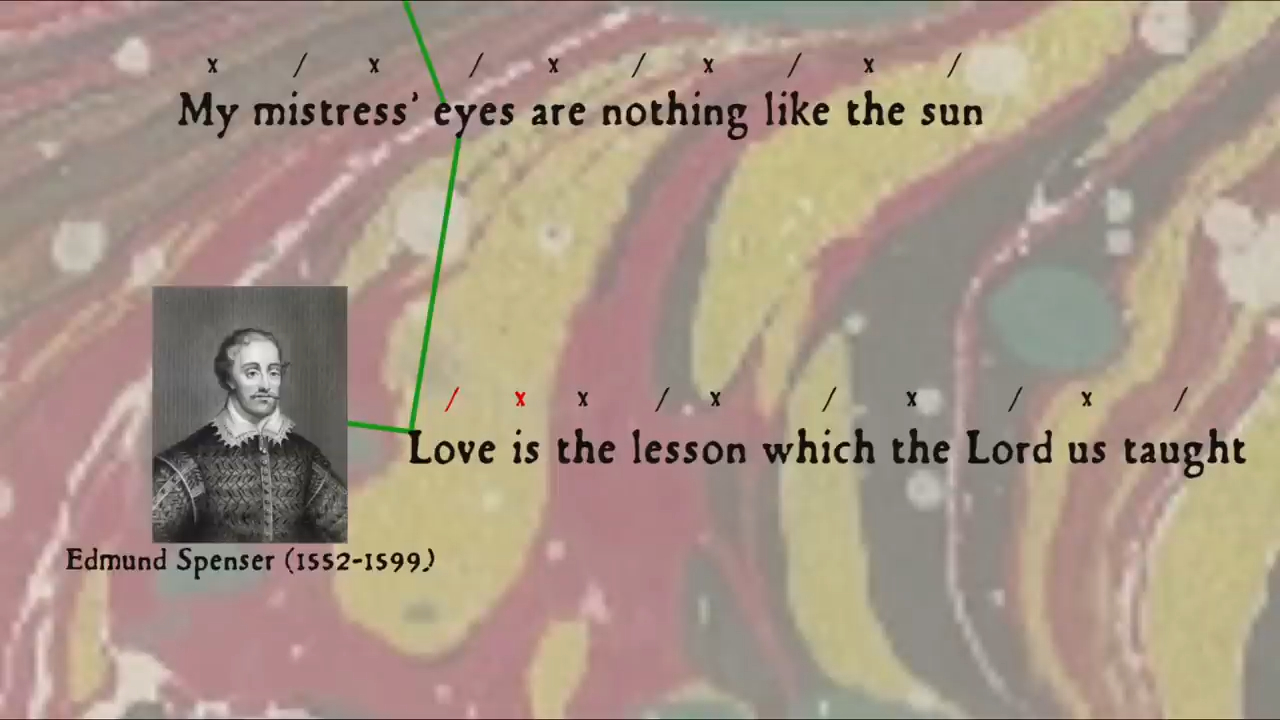 x / x / x / x / x /
My mistress’ eyes are nothing like the sun
/ x x / x / x / x /
Love is the lesson which the Lord us taught
Edmund Spenser (1552-1599)